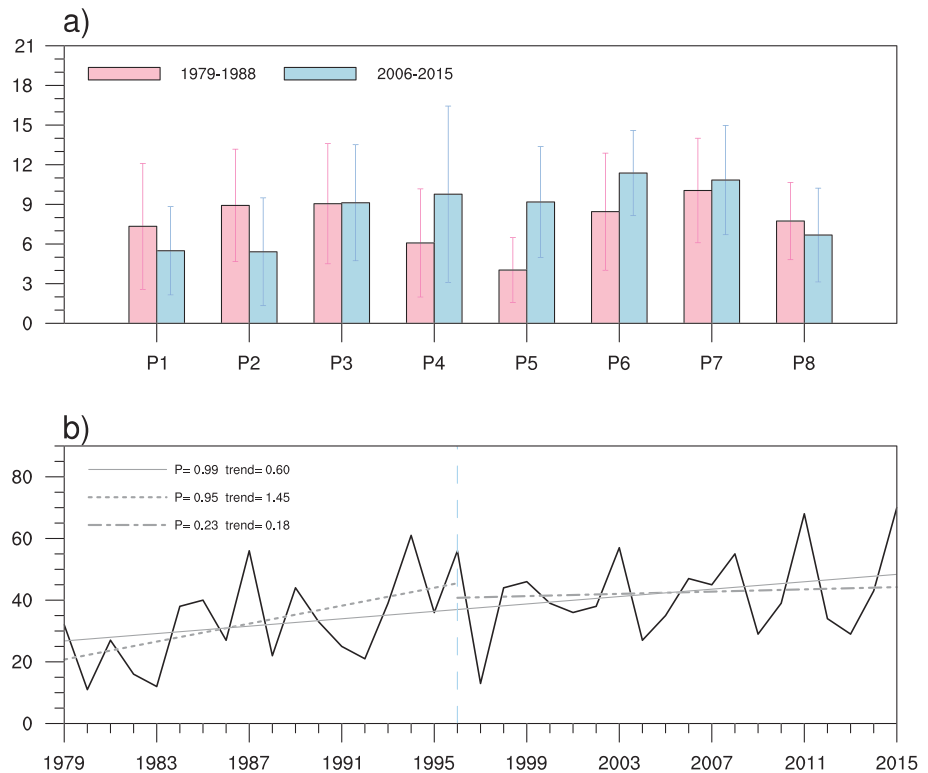 a)
21
18
15
12
9
6
3
0
1979-1988 2006-2015
P1 P2 P3 P4 P5 P6 P7 P8
b)
80
60
40
20
0
P= 0.99 trend= 0.60
P= 0.95 trend= 1.45
P= 0.23 trend= 0.18
1979 1983 1987 1991 1995 1999 2003 2007 2011 2015